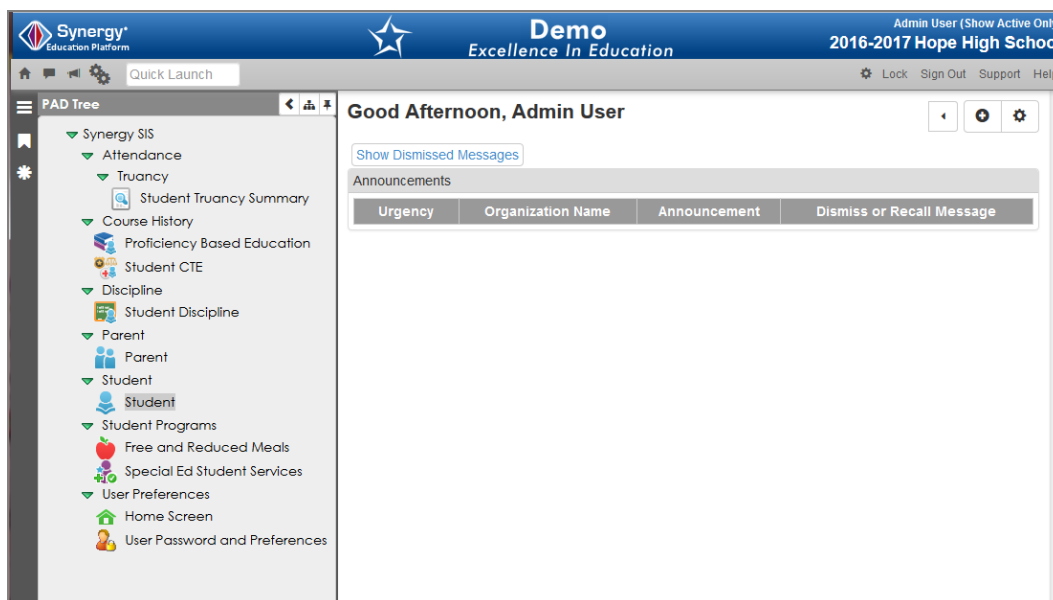 Synergy
Education Platform
Demo
Excellence In Education
Admin User (Show Active Only
2016-2017 Hope High Schoo
Quick Launch
Lock Sign Out Support Help
PAD Tree
Synergy SIS
Attendance
Truancy
Student Truancy Summary
Course History
Proficiency Based Education
Student CTE
Discipline
Student Discipline
Parent
Parent
Student
Student
Student Programs
Free and Reduced Meals
Special Ed Student Services
User Preferences
Home Screen
User Password and Preferences
Good Afternoon, Admin User
Show Dismissed Messages
Announcements
Urgency Organization Name Announcement Dismiss or Recall Message